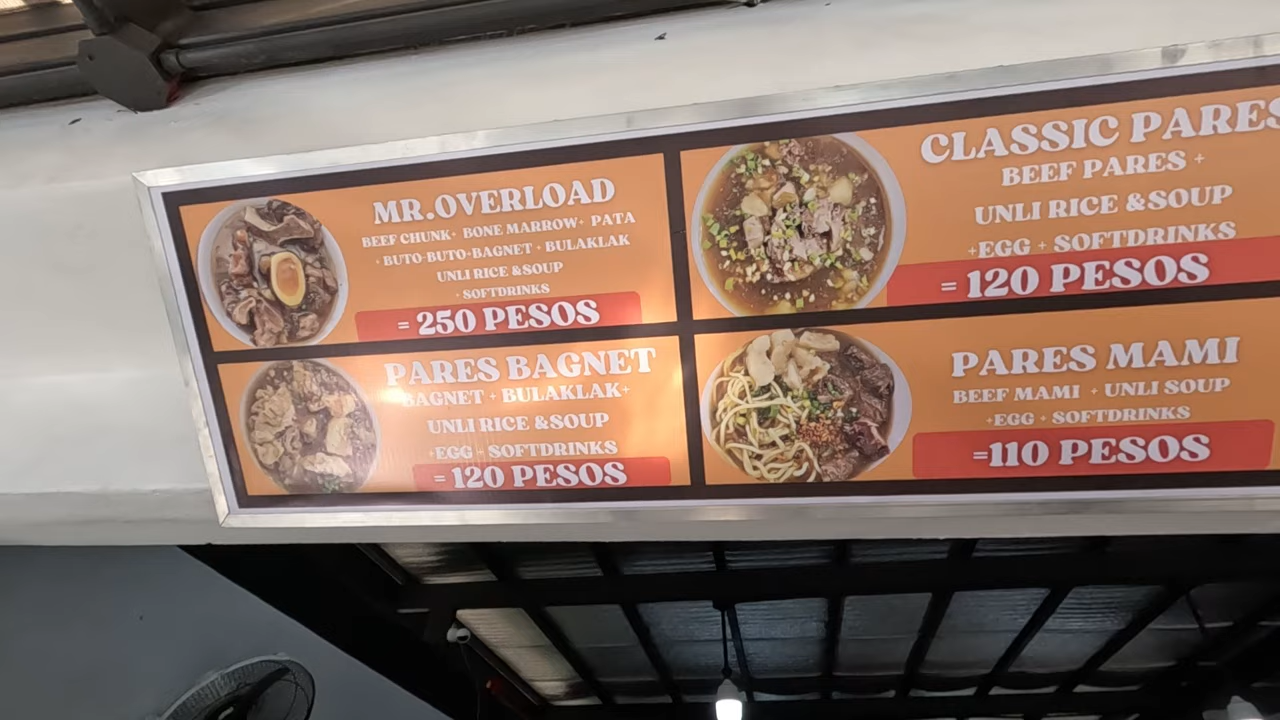 MR.OVERLOAD
BEEF CHUNK+ BONE MARROW+ PATA
+BUTO-BUTO+BAGNET + BULAKLAK
UNLI RICE &SOUP
+ SOFTDRINKS
= 250 PESOS
CLASSIC PARES
BEEF PARES +
UNLI RICE &SOUP
+EGG + SOFTDRINKS
= 120 PESOS
PARES BAGNET
BAGNET + BULAKLAK+
UNLI RICE &SOUP
+EGG + SOFTDRINKS
= 120 PESOS
PARES MAMI
BEEF MAMI + UNLI SOUP
+EGG + SOFTDRINKS
=110 PESOS